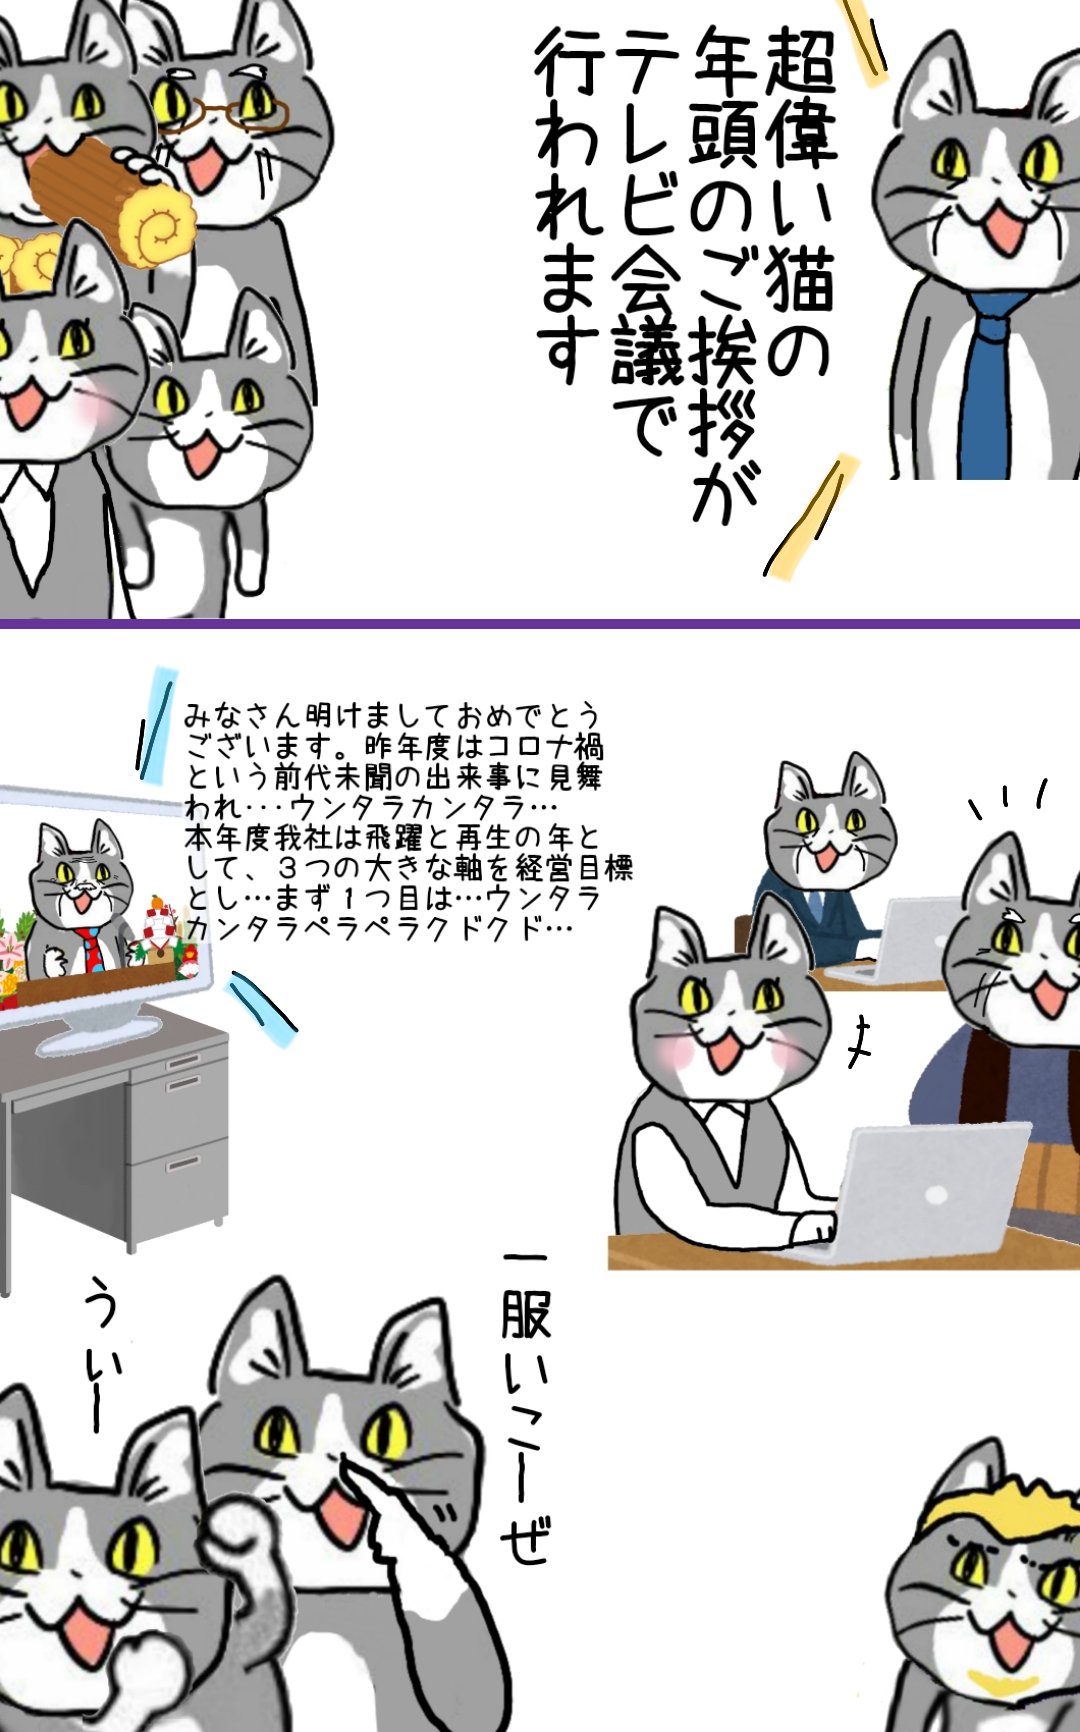 超偉い猫の
年頭のご挨拶が
テレビ会議で
行われます
みなさん明けましておめでとう
ございます。昨年度はコロナ禍
という前代未聞の出来事に見舞
われ･･･ウンタラカンタラ…
本年度我社は飛躍と再生の年と
して、３つの大きな軸を経営目標
とし…まず１つ目は…ウンタラ
カンタラペラペラクドクド…
一服いこーぜ
うぃー